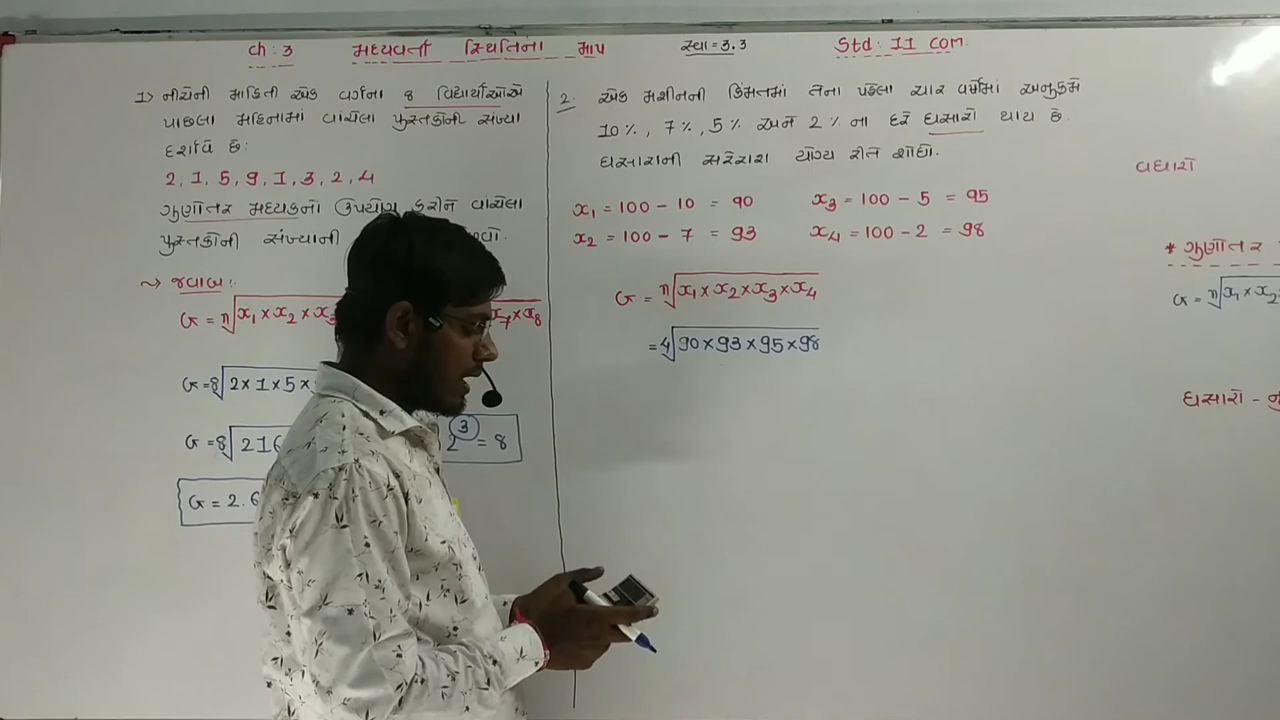 ch: 3 મધ્યવર્તી સ્થિતિના માપ સ્વા = 3.3 Std: 11 com.
1> નીચેની માહિતી એક વર્ગના 8 વિદ્યાર્થીઓએ
પાછલા મહિનામાં વાંચેલા પુસ્તકોની સંખ્યા
દર્શાવે છે:
2, 1, 5, 9, 1, 3, 2, 4
ગુણોત્તર મધ્યકનો ઉપયોગ કરીને વાંચેલા
પુસ્તકોની સંખ્યાની
~> જવાબ:
G = n√x1 × x2 × x3 x7 × x8
G = 8√2 × 1 × 5 ×
G = 8√216 2 3 = 8
G = 2.6
2. એક મશીનની કિંમતમાં તેના પહેલા ચાર વર્ષમાં અનુક્રમે
10%, 7%, 5% અને 2% ના દરે ઘસારો થાય છે.
ઘસારાની સરેરાશ યોગ્ય રીતે શોધો.
x1 = 100 - 10 = 90 x3 = 100 - 5 = 95
x2 = 100 - 7 = 93 x4 = 100 - 2 = 98
G = n√x1 × x2 × x3 × x4
= 4√90 × 93 × 95 × 98
વધારો
* ગુણોત્તર
G = n√x1 × x2
ઘસારો -